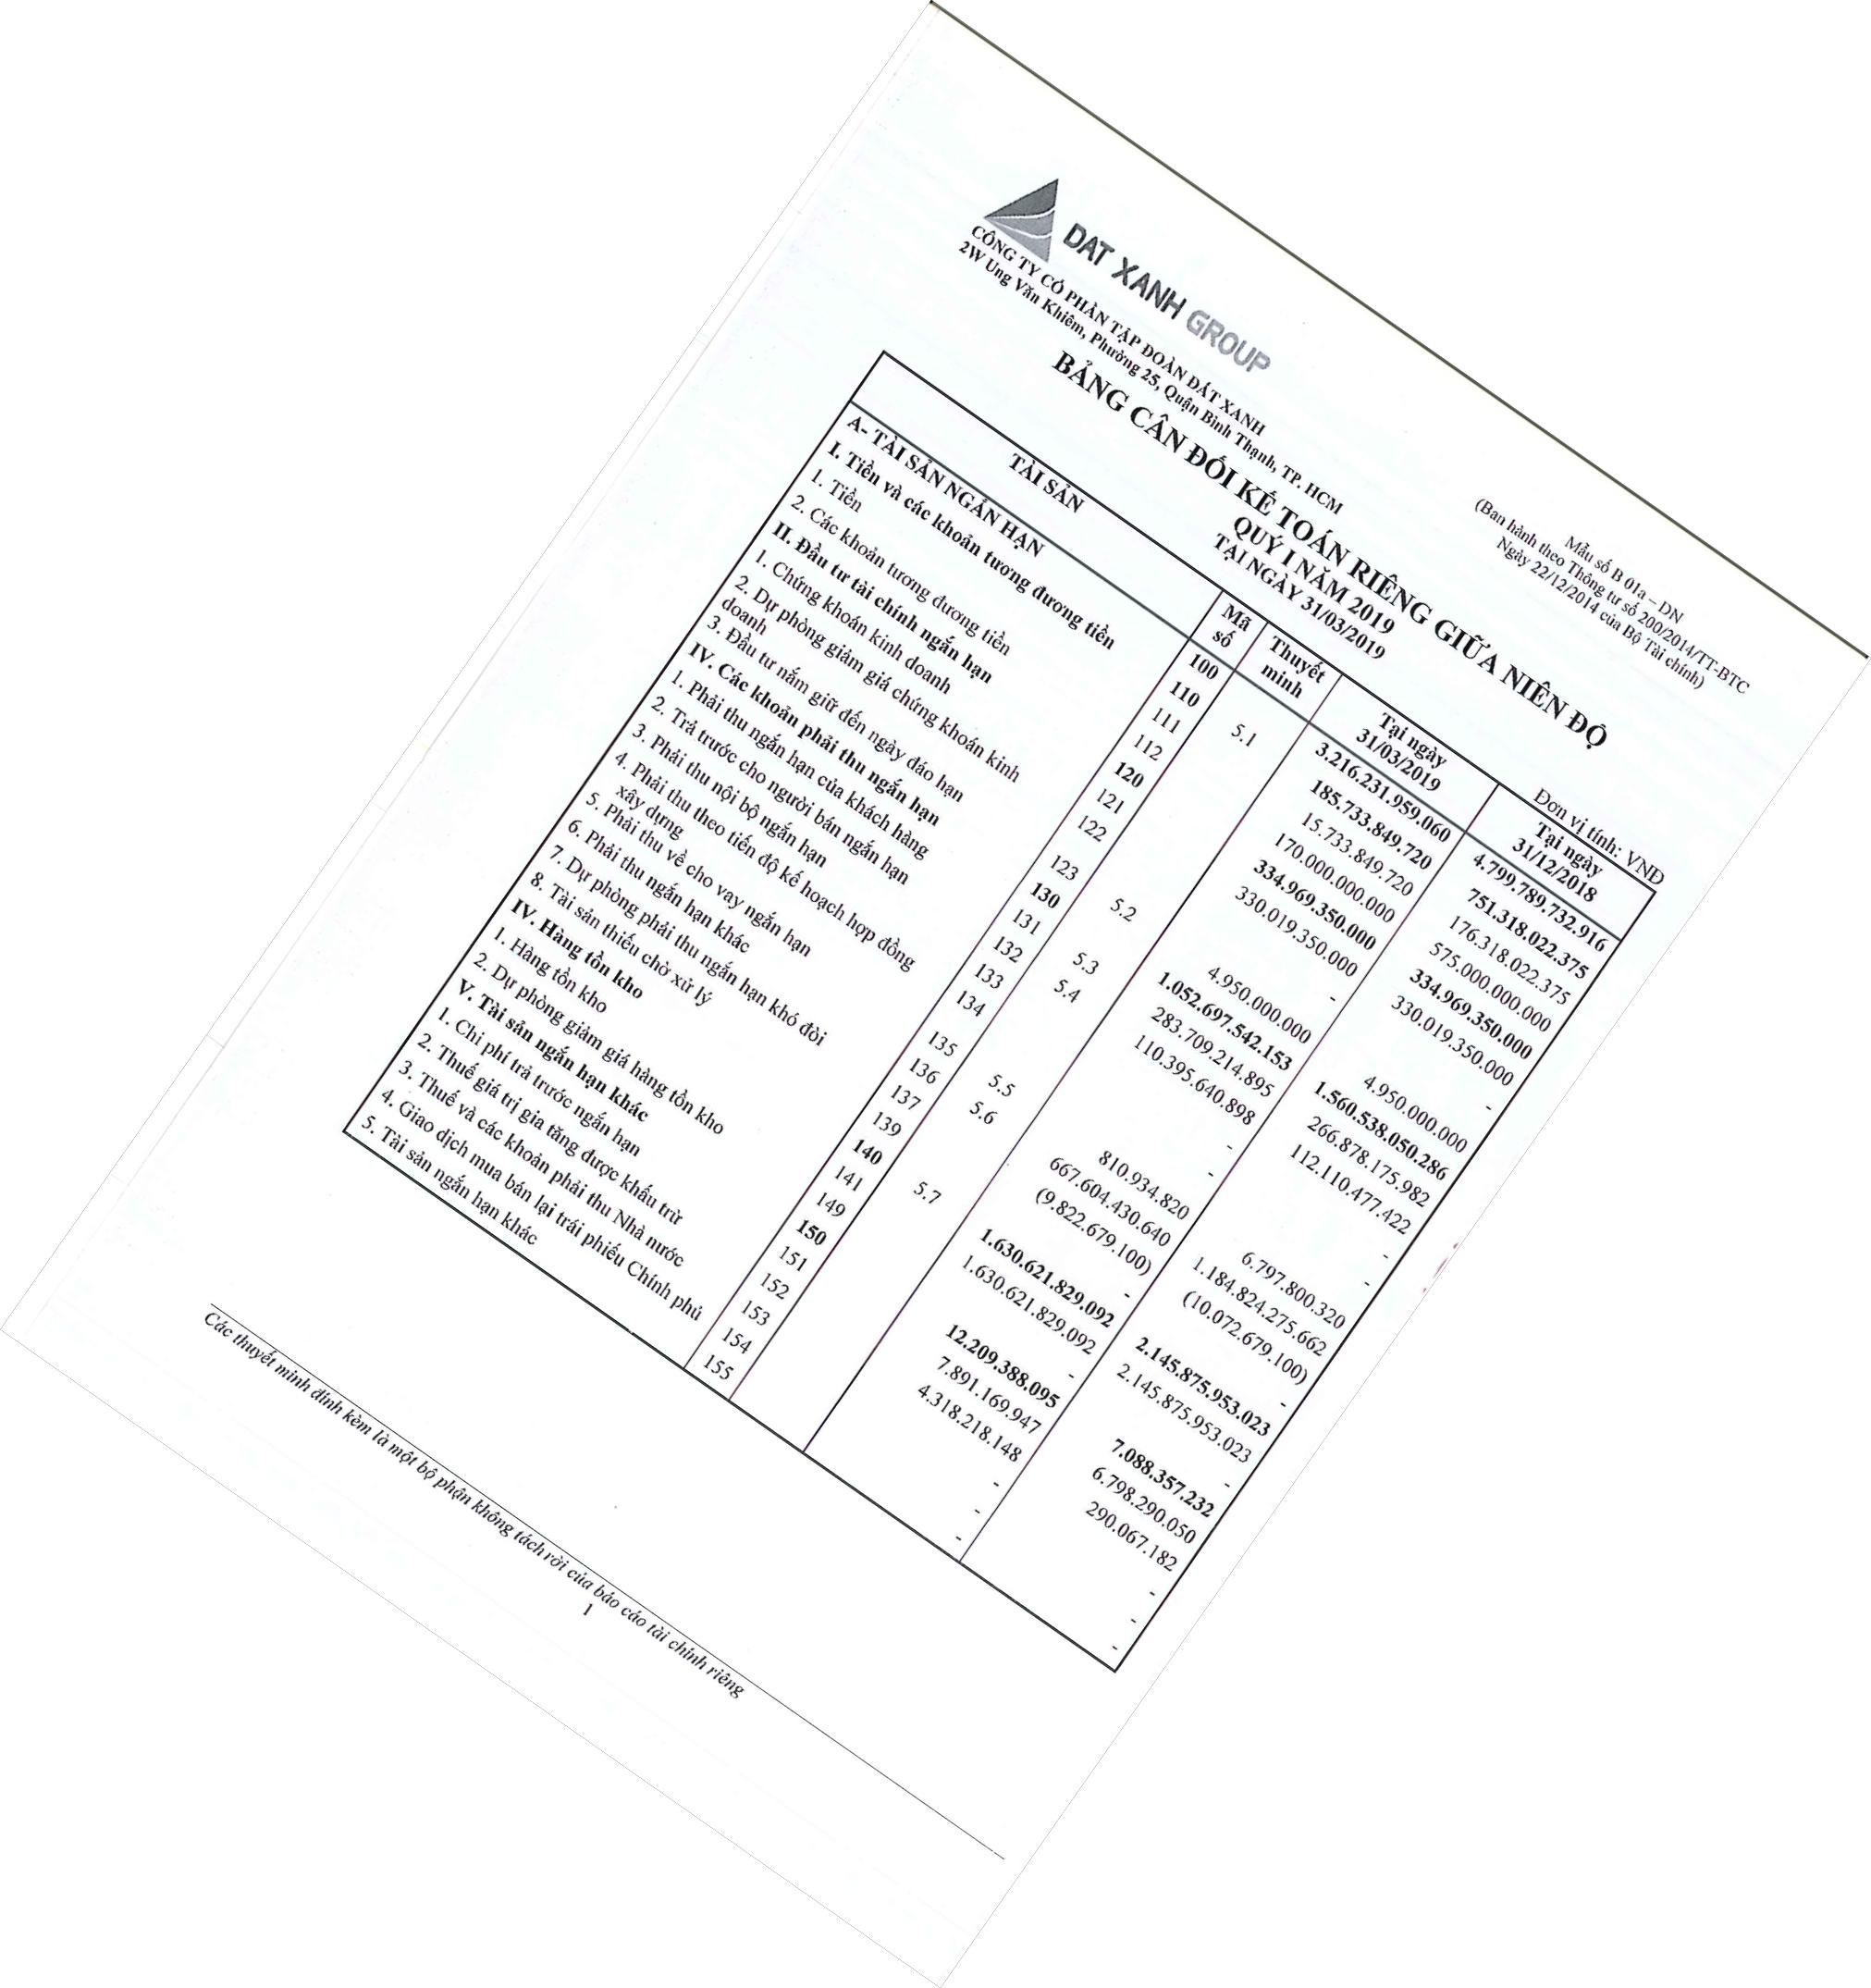 DAT XANH GROUP
CÔNG TY CỔ PHẦN TẬP ĐOÀN ĐẤT XANH
2W Ung Văn Khiêm, Phường 25, Quận Bình Thạnh, TP. HCM
Mẫu số B 01a – DN
(Ban hành theo Thông tư số 200/2014/TT-BTC
Ngày 22/12/2014 của Bộ Tài chính)
BẢNG CÂN ĐỐI KẾ TOÁN RIÊNG GIỮA NIÊN ĐỘ
QUÝ I NĂM 2019
TẠI NGÀY 31/03/2019
Đơn vị tính: VNĐ
TÀI SẢN Mã số Thuyết minh Tại ngày 31/03/2019 Tại ngày 31/12/2018
A- TÀI SẢN NGẮN HẠN 100 3.216.231.959.060 4.799.789.732.916
I. Tiền và các khoản tương đương tiền 110 5.1 185.733.849.720 751.318.022.375
1. Tiền 111 15.733.849.720 176.318.022.375
2. Các khoản tương đương tiền 112 170.000.000.000 575.000.000.000
II. Đầu tư tài chính ngắn hạn 120 334.969.350.000 334.969.350.000
1. Chứng khoán kinh doanh 121 330.019.350.000 330.019.350.000
2. Dự phòng giảm giá chứng khoán kinh 122 - -
doanh
3. Đầu tư nắm giữ đến ngày đáo hạn 123 5.2 4.950.000.000 4.950.000.000
IV. Các khoản phải thu ngắn hạn 130 1.052.697.542.153 1.560.538.050.286
1. Phải thu ngắn hạn của khách hàng 131 5.3 283.709.214.895 266.878.175.982
2. Trả trước cho người bán ngắn hạn 132 5.4 110.395.640.898 112.110.477.422
3. Phải thu nội bộ ngắn hạn 133 - -
4. Phải thu theo tiến độ kế hoạch hợp đồng 134 - -
xây dựng
5. Phải thu về cho vay ngắn hạn 135 5.5 810.934.820 6.797.800.320
6. Phải thu ngắn hạn khác 136 5.6 667.604.430.640 1.184.824.275.662
7. Dự phòng phải thu ngắn hạn khó đòi 137 (9.822.679.100) (10.072.679.100)
8. Tài sản thiếu chờ xử lý 139 - -
IV. Hàng tồn kho 140 5.7 1.630.621.829.092 2.145.875.953.023
1. Hàng tồn kho 141 1.630.621.829.092 2.145.875.953.023
2. Dự phòng giảm giá hàng tồn kho 149 - -
V. Tài sản ngắn hạn khác 150 12.209.388.095 7.088.357.232
1. Chi phí trả trước ngắn hạn 151 7.891.169.947 6.798.290.050
2. Thuế giá trị gia tăng được khấu trừ 152 4.318.218.148 290.067.182
3. Thuế và các khoản phải thu Nhà nước 153 - -
4. Giao dịch mua bán lại trái phiếu Chính phủ 154 - -
5. Tài sản ngắn hạn khác 155 - -
Các thuyết minh đính kèm là một bộ phận không tách rời của báo cáo tài chính riêng
1